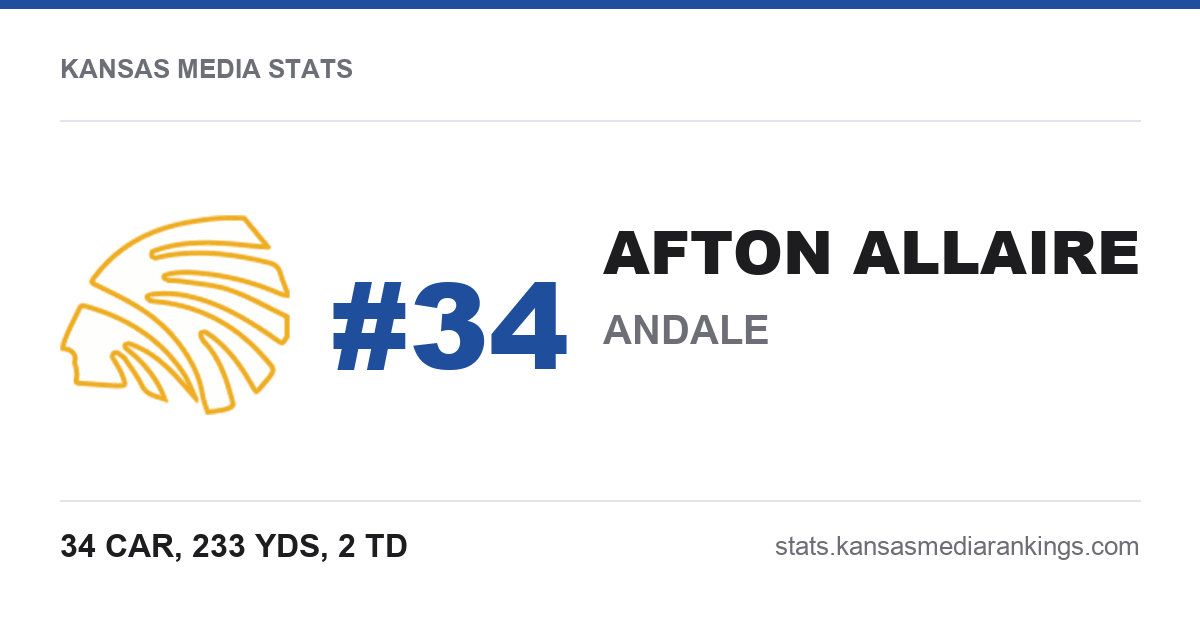 KANSAS MEDIA STATS
#34
AFTON ALLAIRE
ANDALE
34 CAR, 233 YDS, 2 TD
stats.kansasmediarankings.com